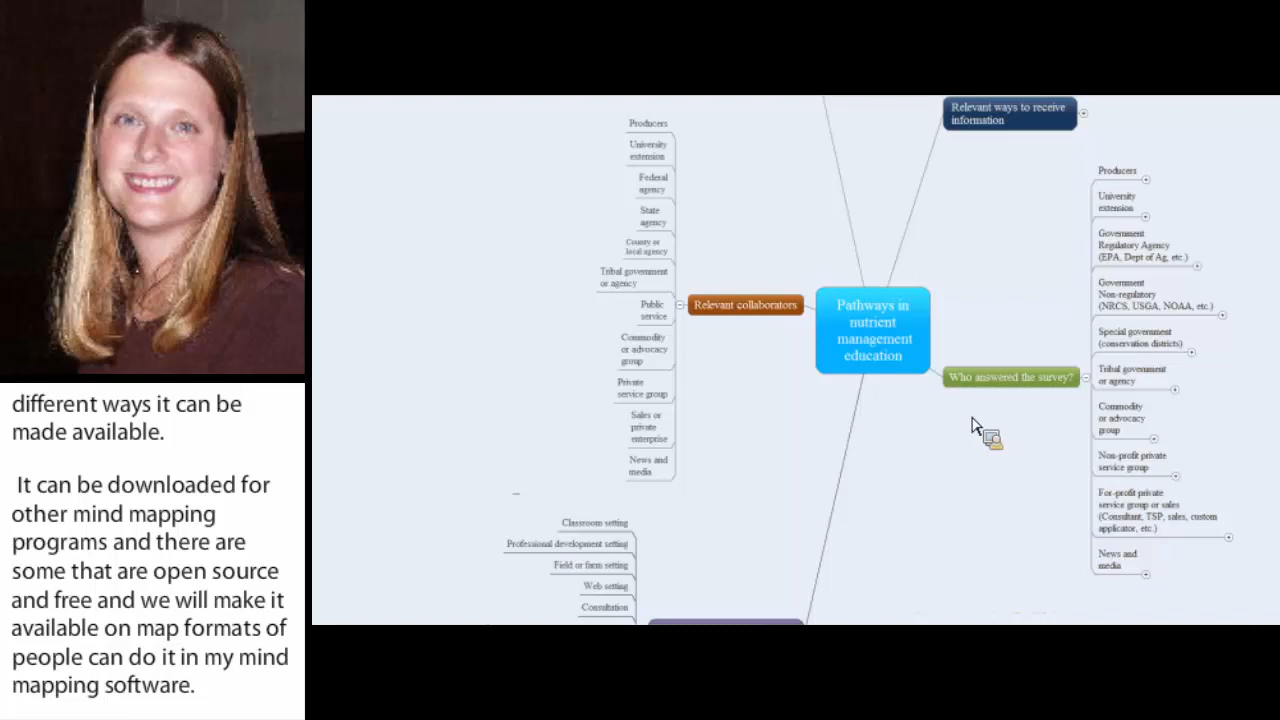 different ways it can be
made available.
It can be downloaded for
other mind mapping
programs and there are
some that are open source
and free and we will make it
available on map formats of
people can do it in my mind
mapping software.
Producers
University
extension
Federal
agency
State
agency
County or
local agency
Tribal government
or agency
Public
service
Commodity
or advocacy
group
Private
service group
Sales or
private
enterprise
News and
media
Relevant collaborators
Classroom setting
Professional development setting
Field or farm setting
Web setting
Consultation
Pathways in
nutrient
management
education
Relevant ways to receive
information
Who answered the survey?
Producers
University
extension
Government
Regulatory Agency
(EPA, Dept of Ag, etc.)
Government
Non-regulatory
(NRCS, USGA, NOAA, etc.)
Special government
(conservation districts)
Tribal government
or agency
Commodity
or advocacy
group
Non-profit private
service group
For-profit private
service group or sales
(Consultant, TSP, sales, custom
applicator, etc.)
News and
media